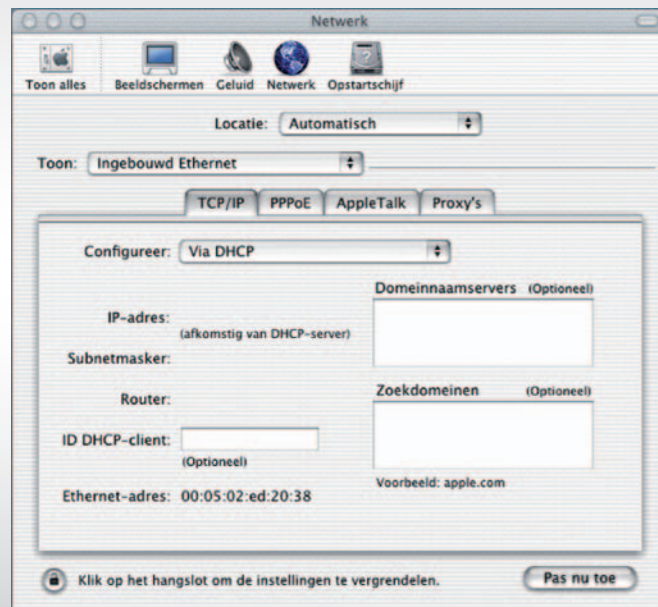 Netwerk
Toon alles Beeldschermen Geluid Netwerk Opstartschijf
Locatie: Automatisch
Toon: Ingebouwd Ethernet
TCP/IP PPPoE AppleTalk Proxy's
Configureer: Via DHCP
Domeinnaamservers (Optioneel)
IP-adres:
(afkomstig van DHCP-server)
Subnetmasker:
Router:
Zoekdomeinen (Optioneel)
ID DHCP-client:
(Optioneel)
Voorbeeld: apple.com
Ethernet-adres: 00:05:02:ed:20:38
Klik op het hangslot om de instellingen te vergrendelen.
Pas nu toe